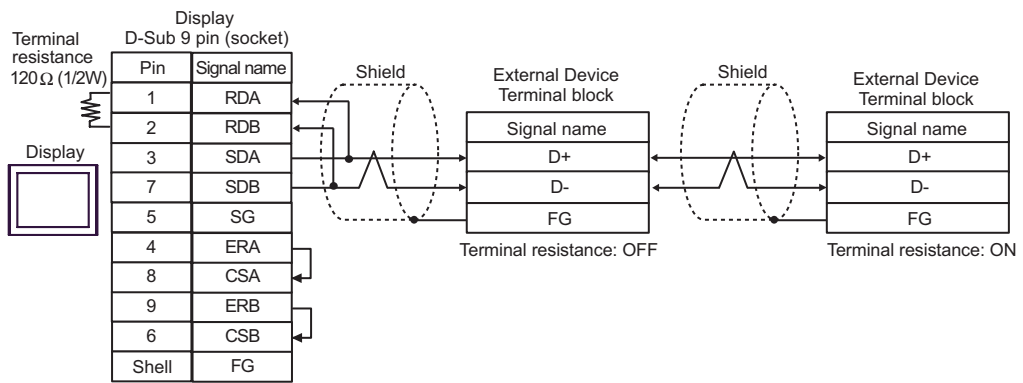 Display
D-Sub 9 pin (socket)
Terminal
resistance
120Ω (1/2W)
Display
Pin Signal name
1 RDA
2 RDB
3 SDA
7 SDB
5 SG
4 ERA
8 CSA
9 ERB
6 CSB
Shell FG
Shield
External Device
Terminal block
Signal name
D+
D-
FG
Terminal resistance: OFF
Shield
External Device
Terminal block
Signal name
D+
D-
FG
Terminal resistance: ON